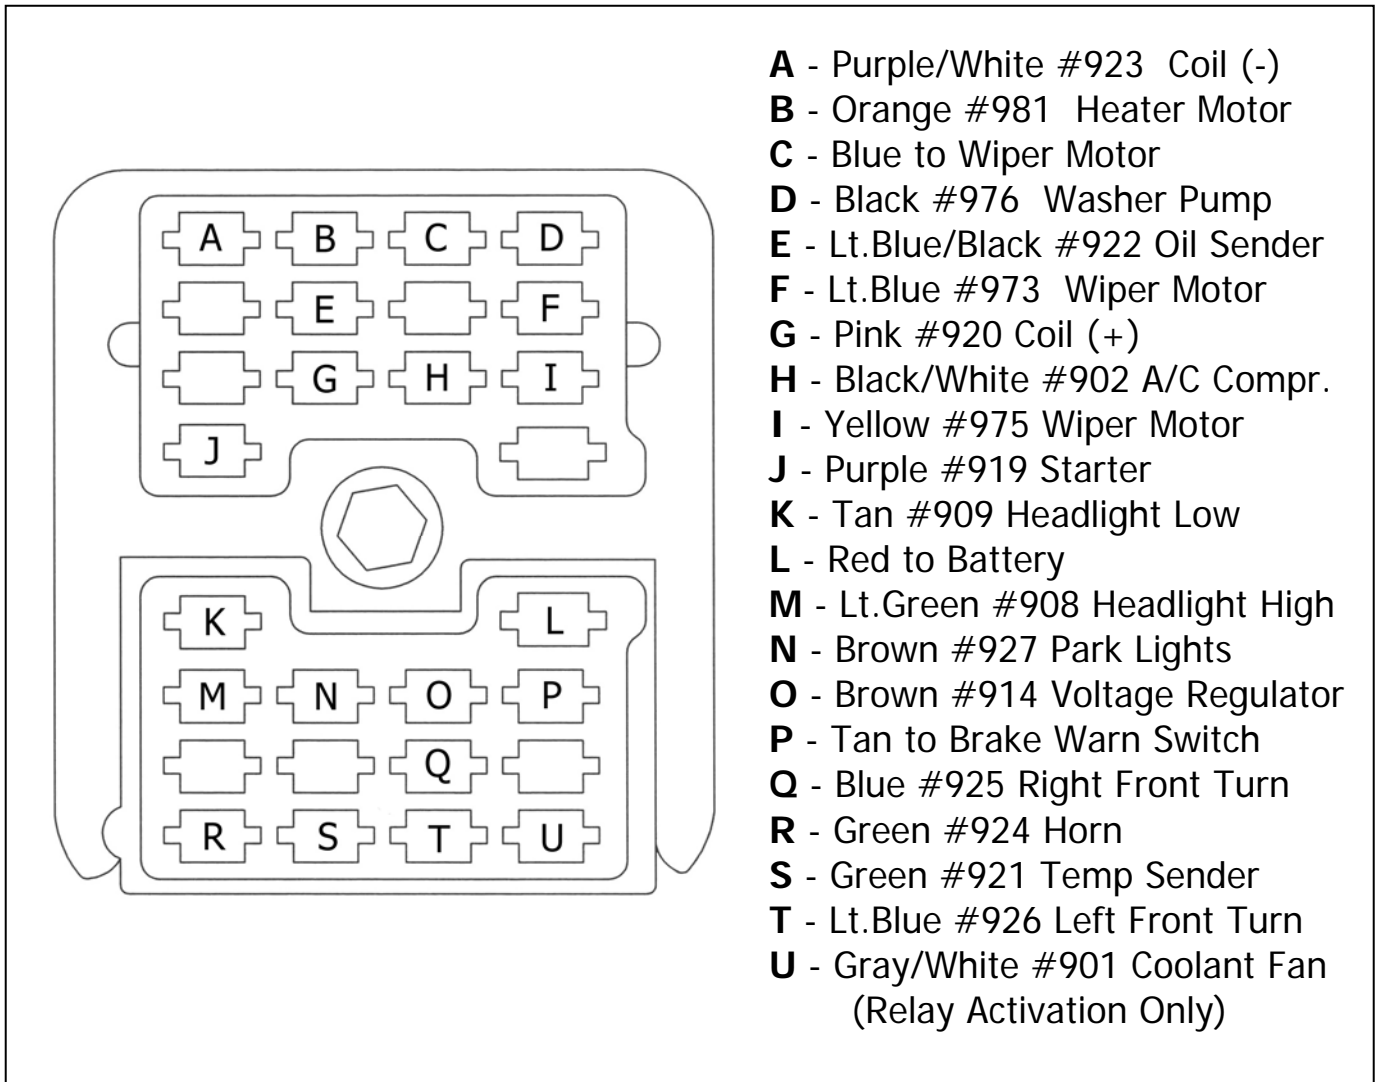 A B C D
E F
G H I
J
K L
M N O P
Q
R S T U
A - Purple/White #923 Coil (-)
B - Orange #981 Heater Motor
C - Blue to Wiper Motor
D - Black #976 Washer Pump
E - Lt.Blue/Black #922 Oil Sender
F - Lt.Blue #973 Wiper Motor
G - Pink #920 Coil (+)
H - Black/White #902 A/C Compr.
I - Yellow #975 Wiper Motor
J - Purple #919 Starter
K - Tan #909 Headlight Low
L - Red to Battery
M - Lt.Green #908 Headlight High
N - Brown #927 Park Lights
O - Brown #914 Voltage Regulator
P - Tan to Brake Warn Switch
Q - Blue #925 Right Front Turn
R - Green #924 Horn
S - Green #921 Temp Sender
T - Lt.Blue #926 Left Front Turn
U - Gray/White #901 Coolant Fan
(Relay Activation Only)